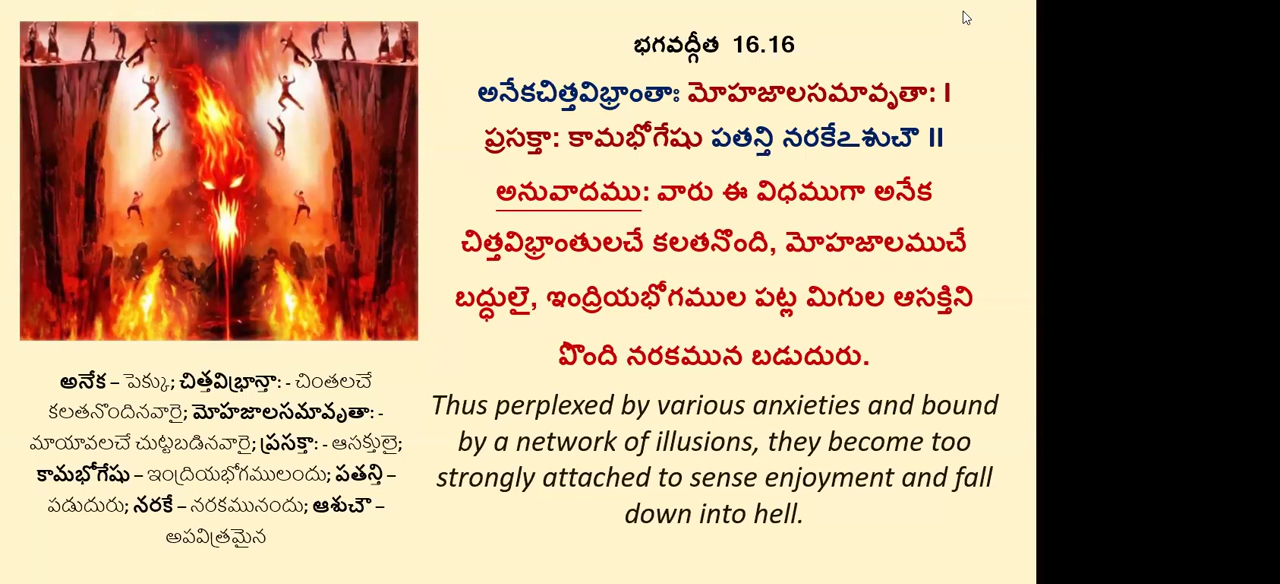 భగవద్గీత 16.16
అనేకచిత్తవిభ్రాంతాః మోహజాలసమావృతా: I
ప్రసక్తా: కామభోగేషు పతన్తి నరకేఽశుచౌ II
అనువాదము: వారు ఈ విధముగా అనేక
చిత్తవిభ్రాంతులచే కలతనొంది, మోహజాలముచే
బద్ధులై, ఇంద్రియభోగముల పట్ల మిగుల ఆసక్తిని
పొంది నరకమున బడుదురు.
Thus perplexed by various anxieties and bound
by a network of illusions, they become too
strongly attached to sense enjoyment and fall
down into hell.
అనేక – పెక్కు; చిత్తవిభ్రాన్తా: - చింతలచే
కలతనొందినవారై; మోహజాలసమావృతా: -
మాయావలచే చుట్టబడినవారై; ప్రసక్తా: - ఆసక్తులై;
కామభోగేషు – ఇంద్రియభోగములందు; పతన్తి –
పడుదురు; నరకే – నరకమునందు; ఆశుచౌ –
అపవిత్రమైన